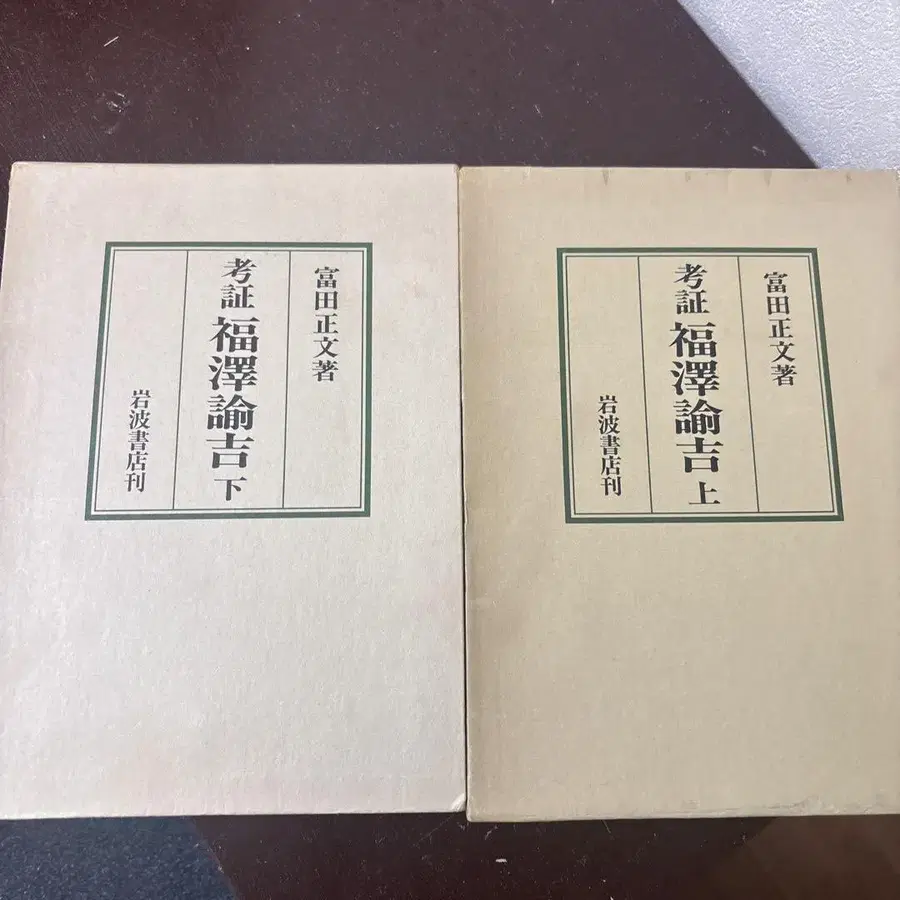 富田正文著
考証 福澤諭吉 下
岩波書店刊
富田正文著
考証 福澤諭吉 上
岩波書店刊